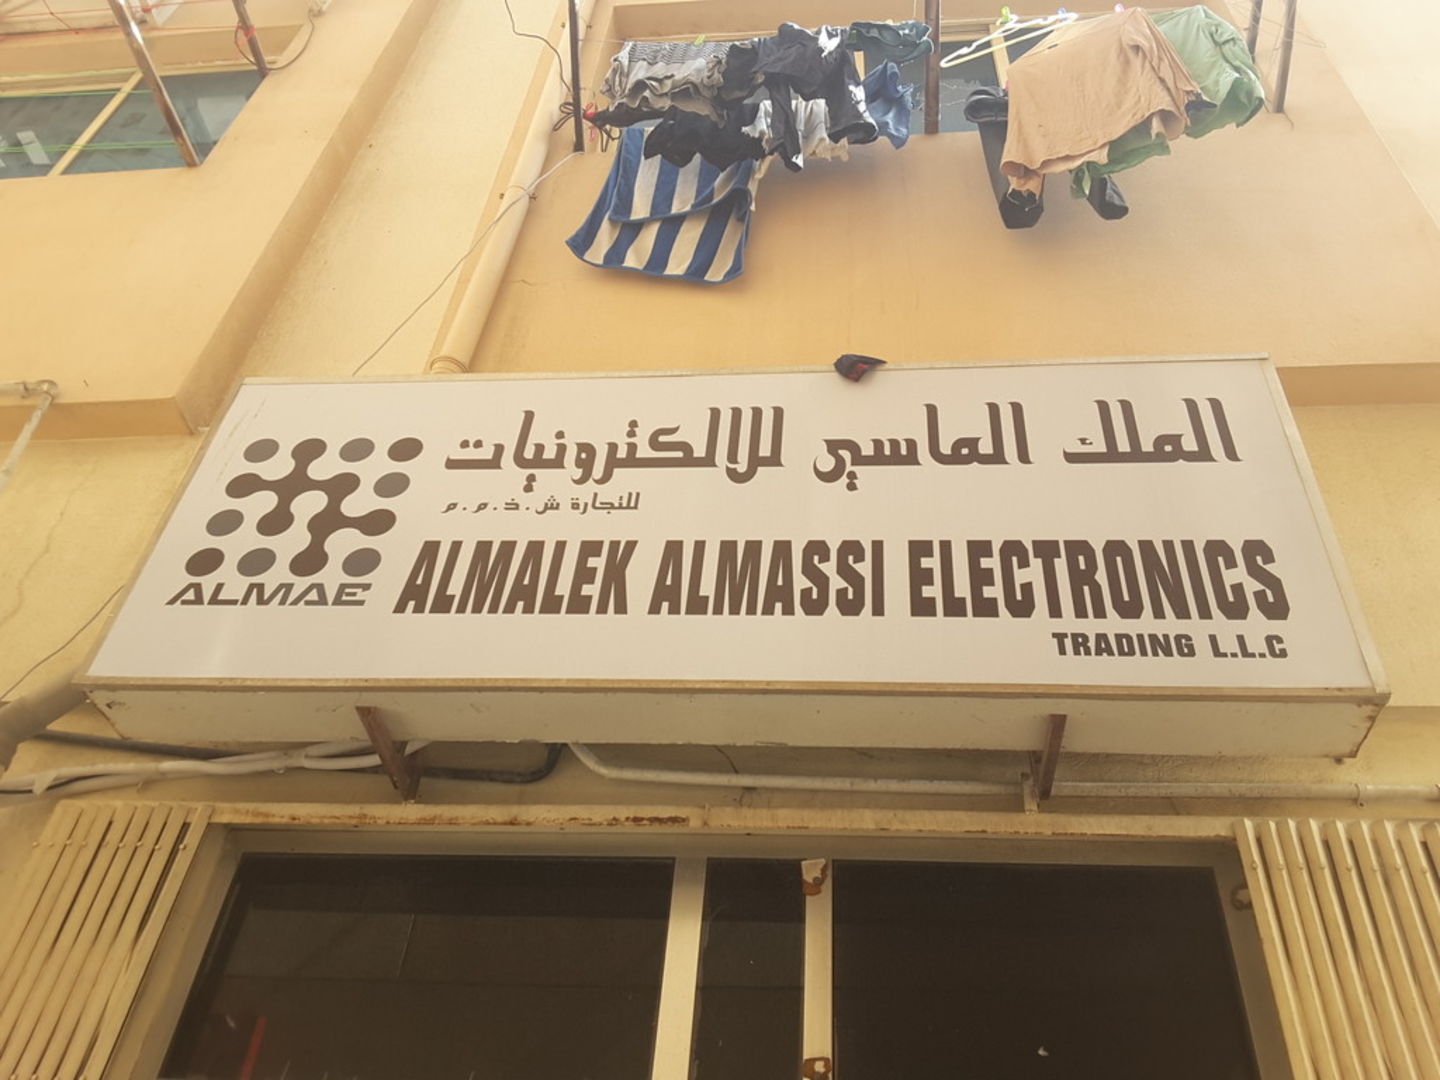 الملك الماسي للالكترونيات
للتجارة ش.ذ.م.م
ALMAE
ALMALEK ALMASSI ELECTRONICS
TRADING L.L.C